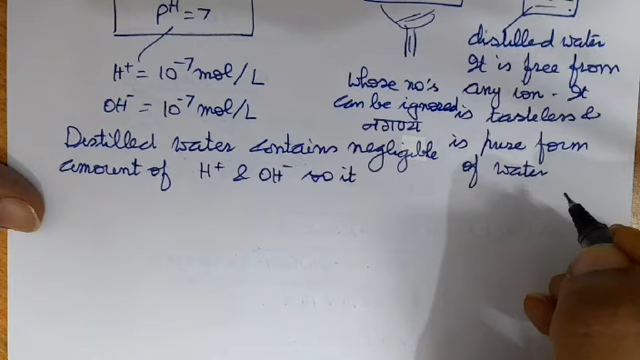 pH = 7
H+ = 10^-7 mol/L
OH- = 10^-7 mol/L
whose no's
can be ignored
नगण्य
distilled water
It is free from
any ion. It
is tasteless &
is pure form
of water
Distilled water contains negligible
amount of H+ & OH- so it